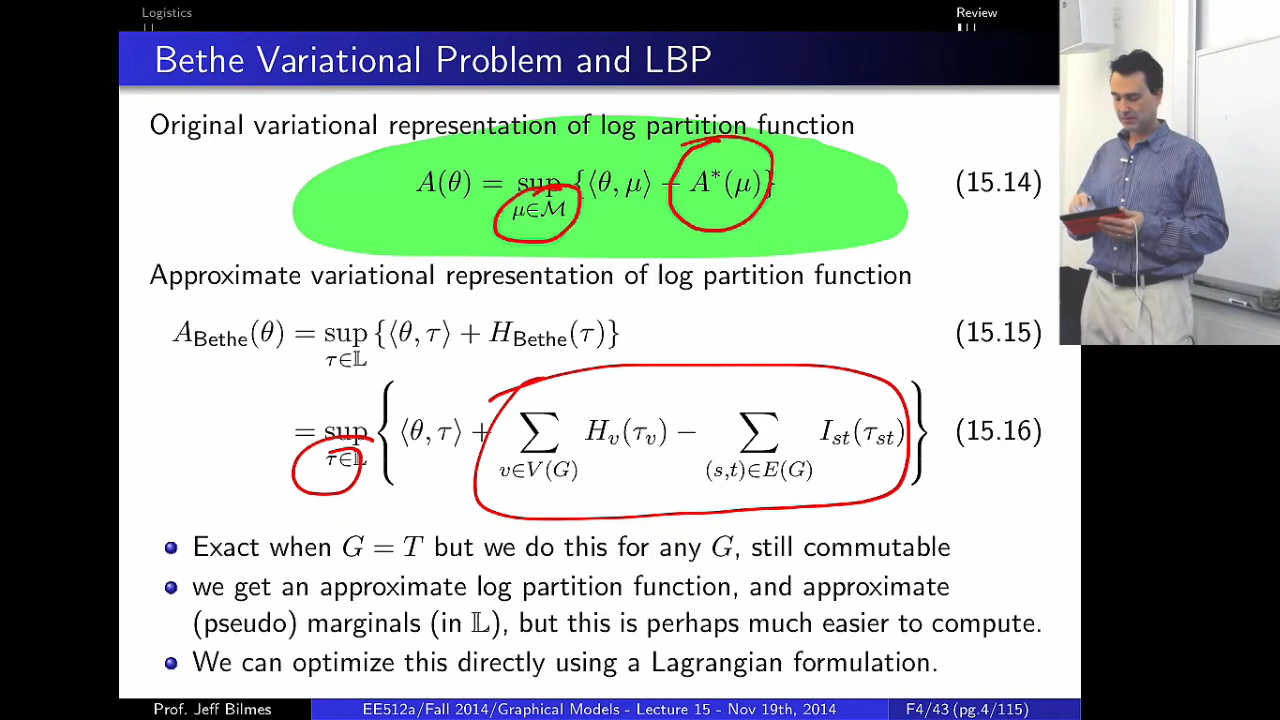 Logistics
Review
Bethe Variational Problem and LBP
Original variational representation of log partition function
A(θ) = sup {⟨θ, μ⟩ − A*(μ)} (15.14)
μ∈ℳ
Approximate variational representation of log partition function
A_Bethe(θ) = sup {⟨θ, τ⟩ + H_Bethe(τ)} (15.15)
τ∈𝕃
= sup { ⟨θ, τ⟩ + ∑ H_v(τ_v) − ∑ I_st(τ_st) } (15.16)
τ∈𝕃 v∈V(G) (s,t)∈E(G)
Exact when G = T but we do this for any G, still commutable
we get an approximate log partition function, and approximate
(pseudo) marginals (in 𝕃), but this is perhaps much easier to compute.
We can optimize this directly using a Lagrangian formulation.
Prof. Jeff Bilmes
EE512a/Fall 2014/Graphical Models - Lecture 15 - Nov 19th, 2014
F4/43 (pg.4/115)